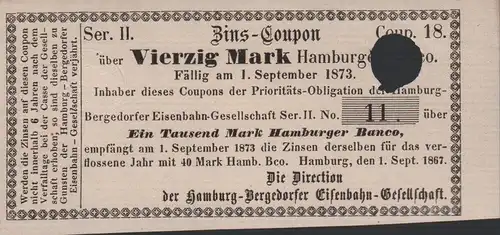 Werden die Zinsen auf diesen Coupon
nicht innerhalb 6 Jahren nach dem
Verfalltage bei der Casse der Gesell-
schaft erhoben, so sind dieselben zu
Gunsten der Hamburg-Bergedorfer
Eisenbahn-Gesellschaft verjährt.
Ser. II. Zins-Coupon Coup. 18.
über Vierzig Mark Hamburger Bco.
Fällig am 1. September 1873.
Inhaber dieses Coupons der Prioritäts-Obligation der Hamburg-
Bergedorfer Eisenbahn-Gesellschaft Ser. II. No. 11. über
Ein Tausend Mark Hamburger Banco,
empfängt am 1. September 1873 die Zinsen derselben für das ver-
flossene Jahr mit 40 Mark Hamb. Bco. Hamburg, den 1. Sept. 1867.
Die Direction
der Hamburg-Bergedorfer Eisenbahn-Gesellschaft.